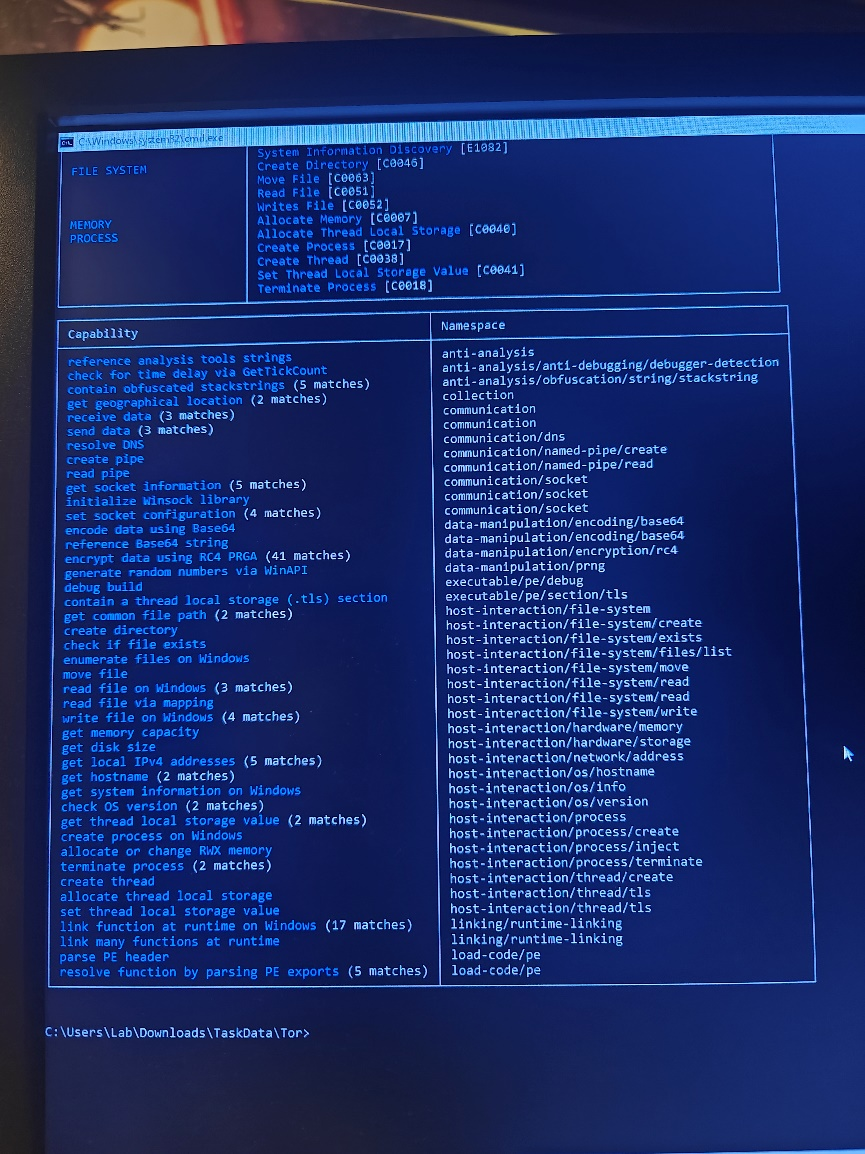 C:\Windows\system32\cmd.exe
System Information Discovery [E1082]
FILE SYSTEM Create Directory [C0046]
Move File [C0063]
Read File [C0051]
Writes File [C0052]
MEMORY Allocate Memory [C0007]
PROCESS Allocate Thread Local Storage [C0040]
Create Process [C0017]
Create Thread [C0038]
Set Thread Local Storage Value [C0041]
Terminate Process [C0018]
Capability Namespace
reference analysis tools strings anti-analysis
check for time delay via GetTickCount anti-analysis/anti-debugging/debugger-detection
contain obfuscated stackstrings (5 matches) anti-analysis/obfuscation/string/stackstring
get geographical location (2 matches) collection
receive data (3 matches) communication
send data (3 matches) communication
resolve DNS communication/dns
create pipe communication/named-pipe/create
read pipe communication/named-pipe/read
get socket information (5 matches) communication/socket
initialize Winsock library communication/socket
set socket configuration (4 matches) communication/socket
encode data using Base64 data-manipulation/encoding/base64
reference Base64 string data-manipulation/encoding/base64
encrypt data using RC4 PRGA (41 matches) data-manipulation/encryption/rc4
generate random numbers via WinAPI data-manipulation/prng
debug build executable/pe/debug
contain a thread local storage (.tls) section executable/pe/section/tls
get common file path (2 matches) host-interaction/file-system
create directory host-interaction/file-system/create
check if file exists host-interaction/file-system/exists
enumerate files on Windows host-interaction/file-system/files/list
move file host-interaction/file-system/move
read file on Windows (3 matches) host-interaction/file-system/read
read file via mapping host-interaction/file-system/read
write file on Windows (4 matches) host-interaction/file-system/write
get memory capacity host-interaction/hardware/memory
get disk size host-interaction/hardware/storage
get local IPv4 addresses (5 matches) host-interaction/network/address
get hostname (2 matches) host-interaction/os/hostname
get system information on Windows host-interaction/os/info
check OS version (2 matches) host-interaction/os/version
get thread local storage value (2 matches) host-interaction/process
create process on Windows host-interaction/process/create
allocate or change RWX memory host-interaction/process/inject
terminate process (2 matches) host-interaction/process/terminate
create thread host-interaction/thread/create
allocate thread local storage host-interaction/thread/tls
set thread local storage value host-interaction/thread/tls
link function at runtime on Windows (17 matches) linking/runtime-linking
link many functions at runtime linking/runtime-linking
parse PE header load-code/pe
resolve function by parsing PE exports (5 matches) load-code/pe
C:\Users\Lab\Downloads\TaskData\Tor>